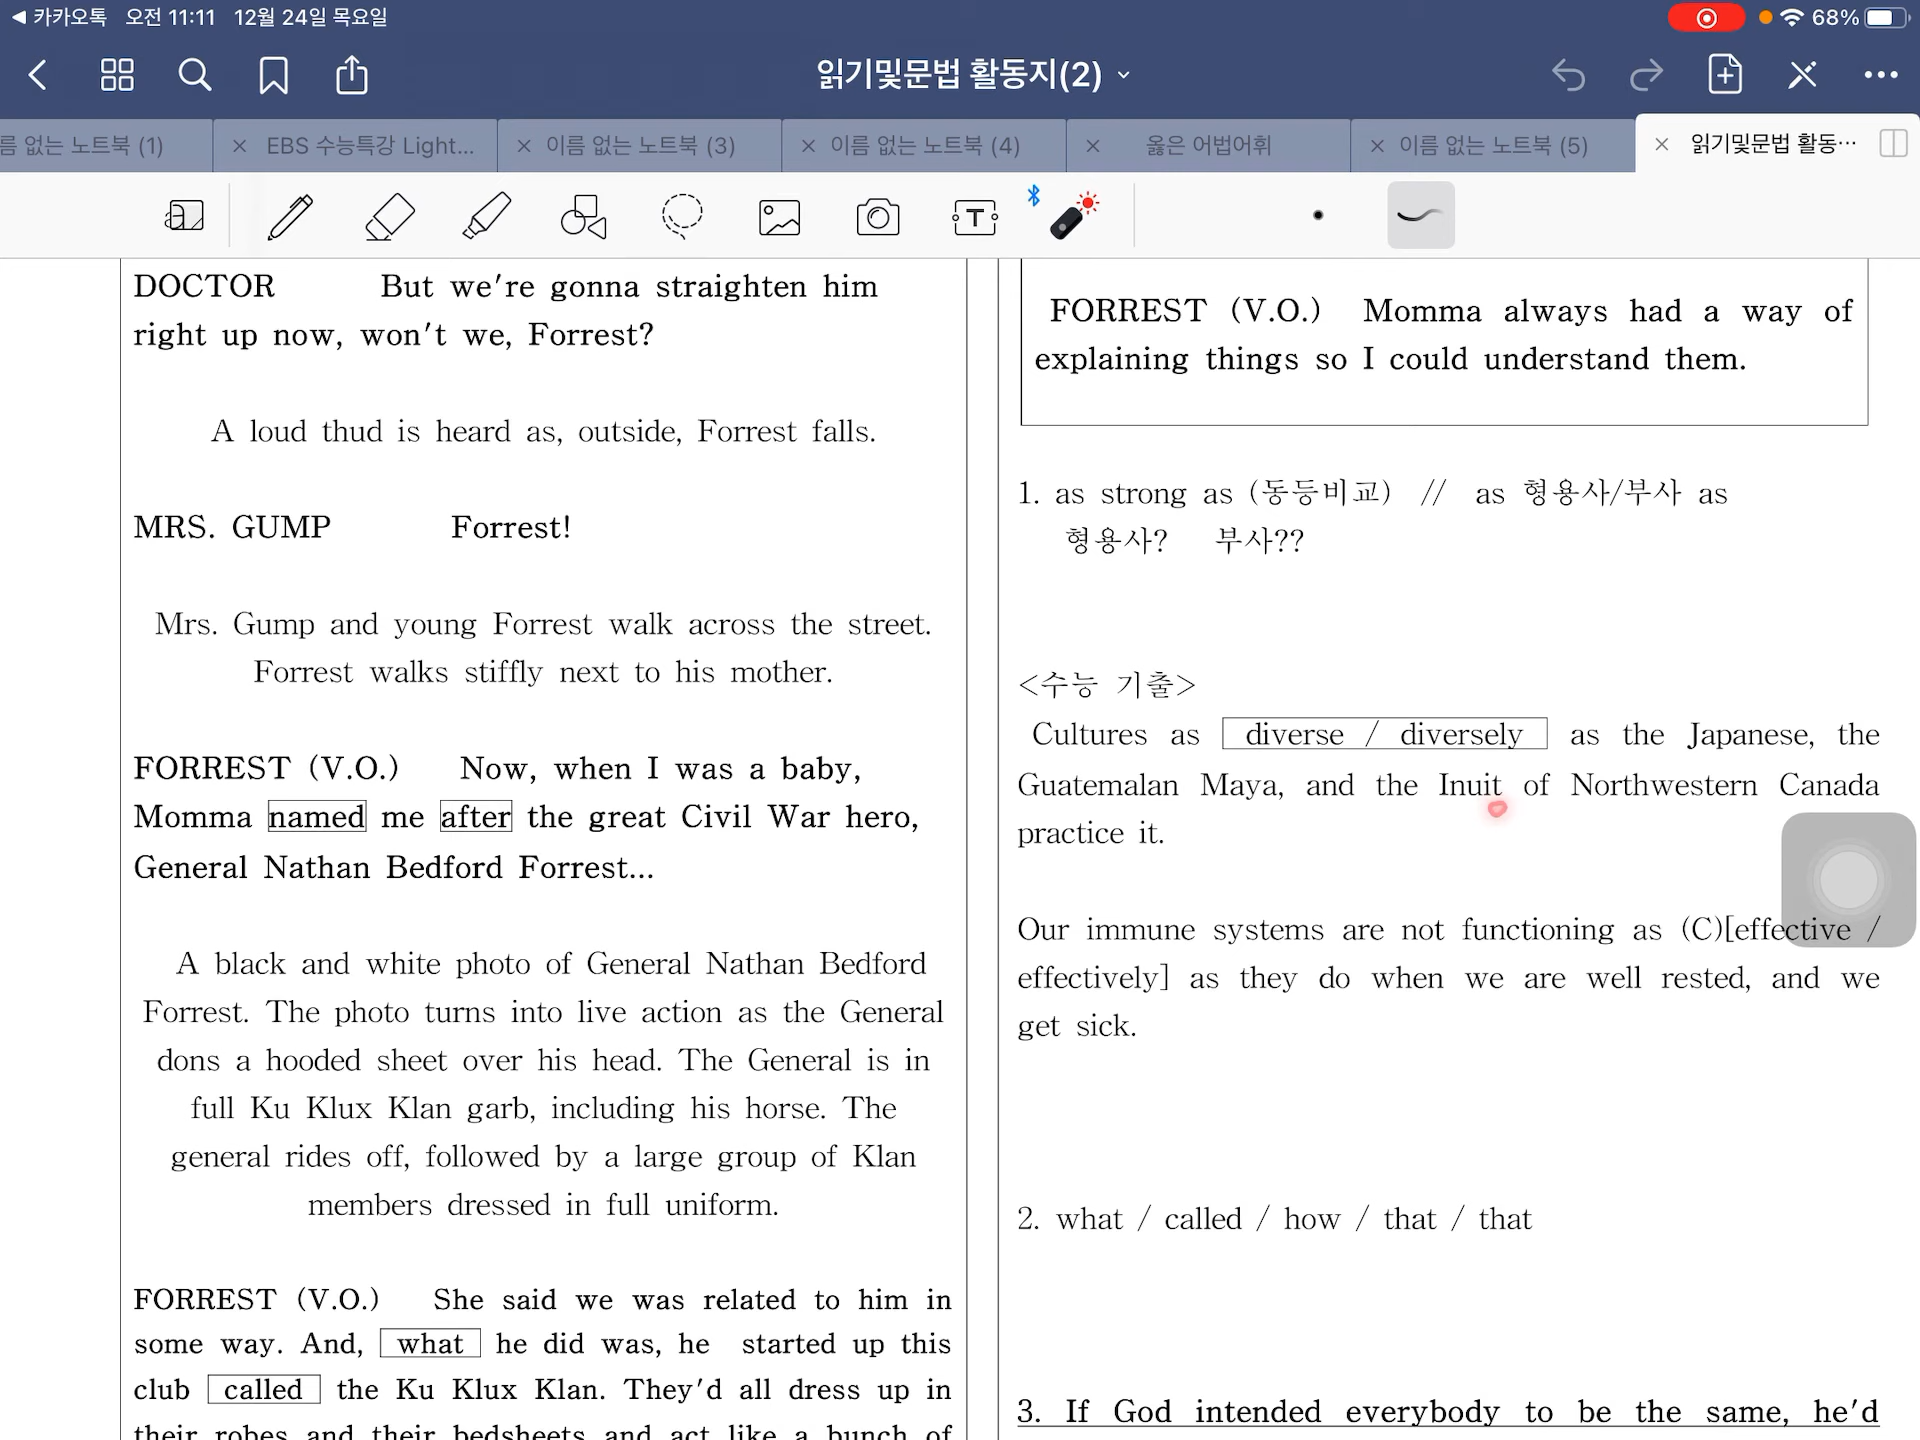 ◀ 카카오톡 오전 11:11 12월 24일 목요일
68%
읽기및문법 활동지(2)
름 없는 노트북 (1)
EBS 수능특강 Light...
이름 없는 노트북 (3)
이름 없는 노트북 (4)
옳은 어법어휘
이름 없는 노트북 (5)
읽기및문법 활동…
DOCTOR But we're gonna straighten him
right up now, won't we, Forrest?
A loud thud is heard as, outside, Forrest falls.
MRS. GUMP Forrest!
Mrs. Gump and young Forrest walk across the street.
Forrest walks stiffly next to his mother.
FORREST (V.O.) Now, when I was a baby,
Momma named me after the great Civil War hero,
General Nathan Bedford Forrest...
A black and white photo of General Nathan Bedford
Forrest. The photo turns into live action as the General
dons a hooded sheet over his head. The General is in
full Ku Klux Klan garb, including his horse. The
general rides off, followed by a large group of Klan
members dressed in full uniform.
FORREST (V.O.) She said we was related to him in
some way. And, what he did was, he started up this
club called the Ku Klux Klan. They'd all dress up in
their robes and their bedsheets and act like a bunch of
FORREST (V.O.) Momma always had a way of
explaining things so I could understand them.
1. as strong as (동등비교) // as 형용사/부사 as
형용사? 부사??
<수능 기출>
Cultures as diverse / diversely as the Japanese, the
Guatemalan Maya, and the Inuit of Northwestern Canada
practice it.
Our immune systems are not functioning as (C)[effective /
effectively] as they do when we are well rested, and we
get sick.
2. what / called / how / that / that
3. If God intended everybody to be the same, he'd